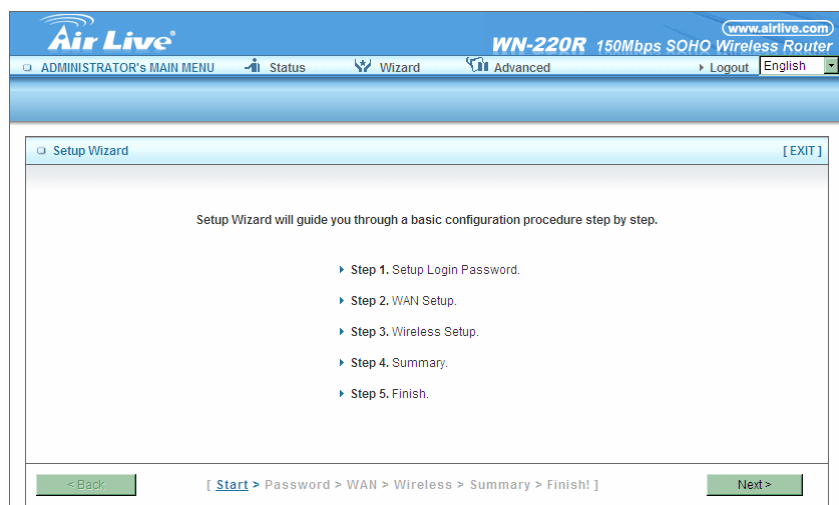 Air Live®
www.airlive.com
WN-220R 150Mbps SOHO Wireless Router
ADMINISTRATOR's MAIN MENU Status Wizard Advanced Logout English
Setup Wizard [ EXIT ]
Setup Wizard will guide you through a basic configuration procedure step by step.
Step 1. Setup Login Password.
Step 2. WAN Setup.
Step 3. Wireless Setup.
Step 4. Summary.
Step 5. Finish.
< Back [ Start > Password > WAN > Wireless > Summary > Finish! ] Next >